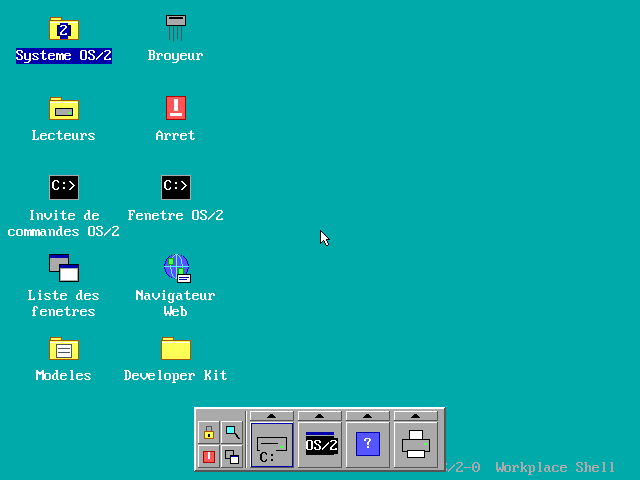 2
Systeme OS/2
Broyeur
Lecteurs
Arret
C:>
C:>
Invite de
commandes OS/2
Fenetre OS/2
Liste des
fenetres
Navigateur
Web
Modeles
Developer Kit
C:
OS/2
?
/2-0 Workplace Shell